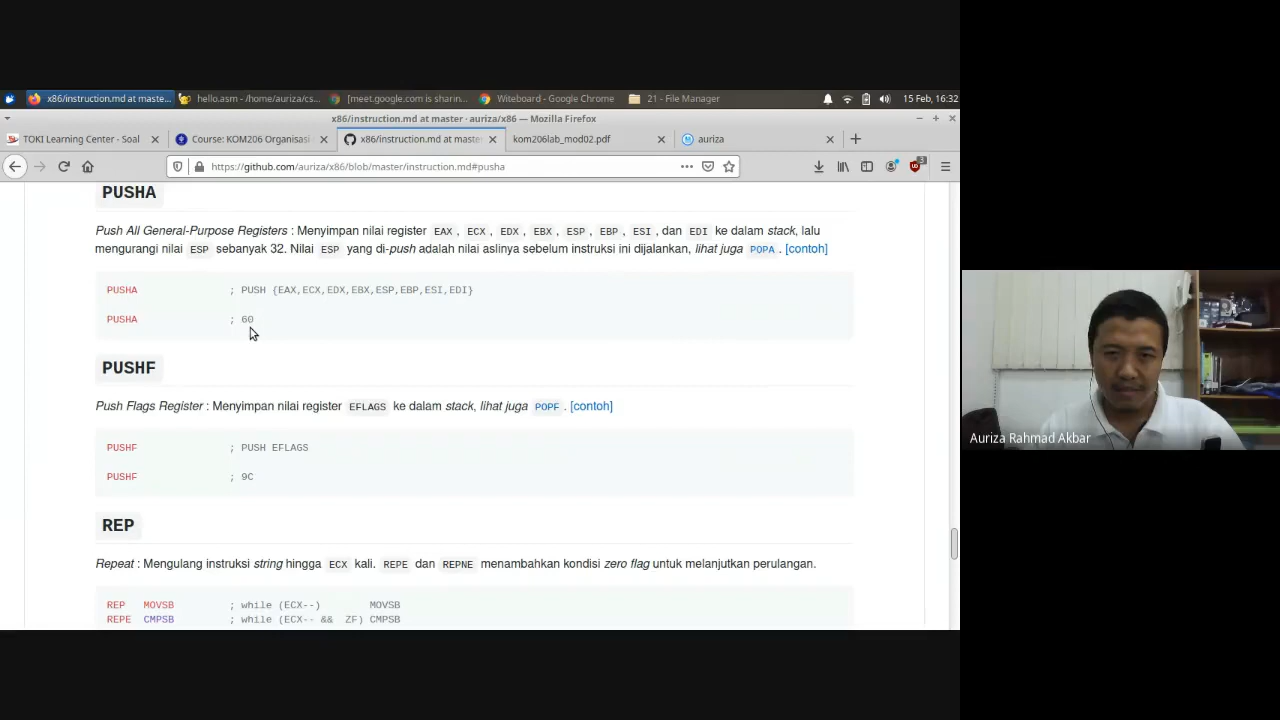 x86/instruction.md at maste...
hello.asm - /home/auriza/cs...
[meet.google.com is sharin...
Witeboard - Google Chrome
21 - File Manager
15 Feb, 16:32
x86/instruction.md at master · auriza/x86 — Mozilla Firefox
TOKI Learning Center - Soal
Course: KOM206 Organisasi
x86/instruction.md at maste
kom206lab_mod02.pdf
auriza
https://github.com/auriza/x86/blob/master/instruction.md#pusha
PUSHA
Push All General-Purpose Registers : Menyimpan nilai register EAX , ECX , EDX , EBX , ESP , EBP , ESI , dan EDI ke dalam stack, lalu
mengurangi nilai ESP sebanyak 32. Nilai ESP yang di-push adalah nilai aslinya sebelum instruksi ini dijalankan, lihat juga POPA . [contoh]
PUSHA ; PUSH {EAX,ECX,EDX,EBX,ESP,EBP,ESI,EDI}
PUSHA ; 60
PUSHF
Push Flags Register : Menyimpan nilai register EFLAGS ke dalam stack, lihat juga POPF . [contoh]
PUSHF ; PUSH EFLAGS
PUSHF ; 9C
REP
Repeat : Mengulang instruksi string hingga ECX kali. REPE dan REPNE menambahkan kondisi zero flag untuk melanjutkan perulangan.
REP MOVSB ; while (ECX--) MOVSB
REPE CMPSB ; while (ECX-- && ZF) CMPSB
Auriza Rahmad Akbar